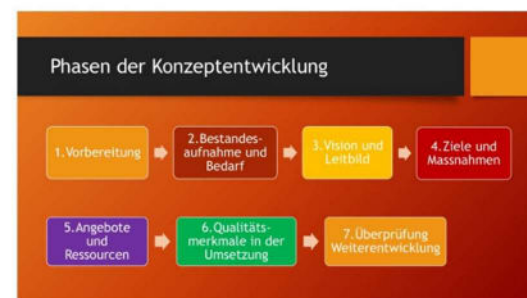 Phasen der Konzeptentwicklung
1.Vorbereitung
2.Bestandes-
aufnahme und
Bedarf
3.Vision und
Leitbild
4.Ziele und
Massnahmen
5.Angebote
und
Ressourcen
6.Qualitäts-
merkmale in der
Umsetzung
7.Überprüfung
Weiterentwicklung